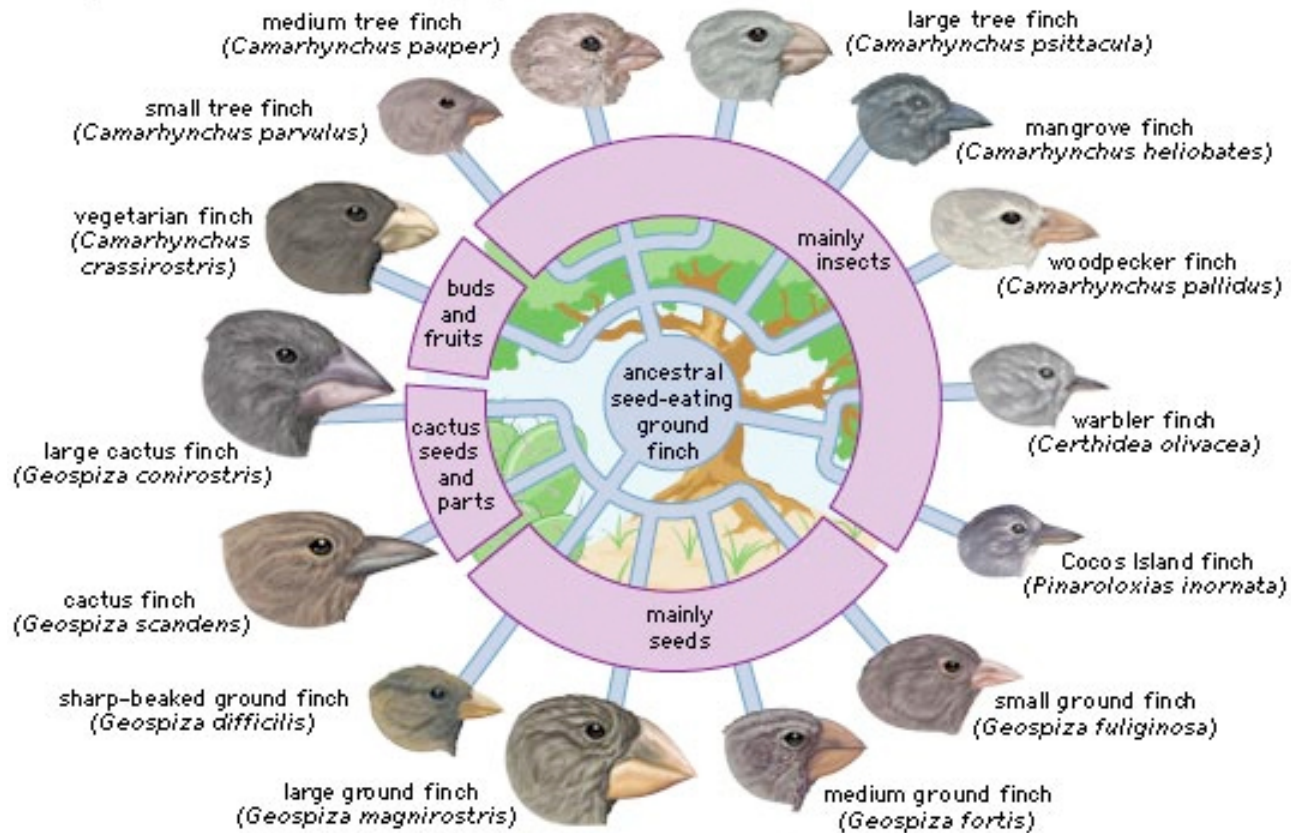 medium tree finch
(Camarhynchus pauper)
large tree finch
(Camarhynchus psittacula)
small tree finch
(Camarhynchus parvulus)
mangrove finch
(Camarhynchus heliobates)
vegetarian finch
(Camarhynchus
crassirostris)
woodpecker finch
(Camarhynchus pallidus)
large cactus finch
(Geospiza conirostris)
warbler finch
(Certhidea olivacea)
cactus finch
(Geospiza scandens)
Cocos Island finch
(Pinaroloxias inornata)
sharp-beaked ground finch
(Geospiza difficilis)
small ground finch
(Geospiza fuliginosa)
large ground finch
(Geospiza magnirostris)
medium ground finch
(Geospiza fortis)
mainly
insects
buds
and
fruits
cactus
seeds
and
parts
mainly
seeds
ancestral
seed-eating
ground
finch